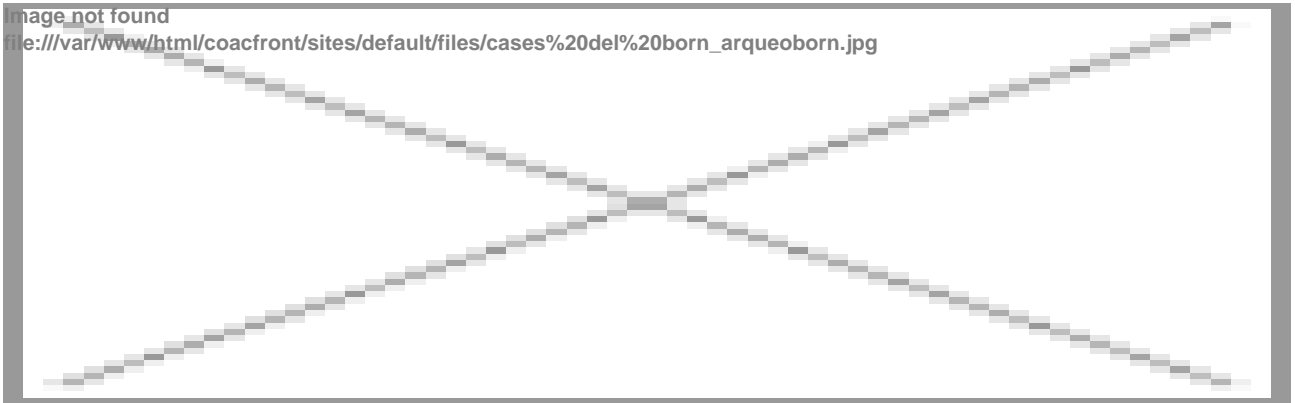 Image not found
file:///var/www/html/coacfront/sites/default/files/cases%20del%20born_arqueoborn.jpg